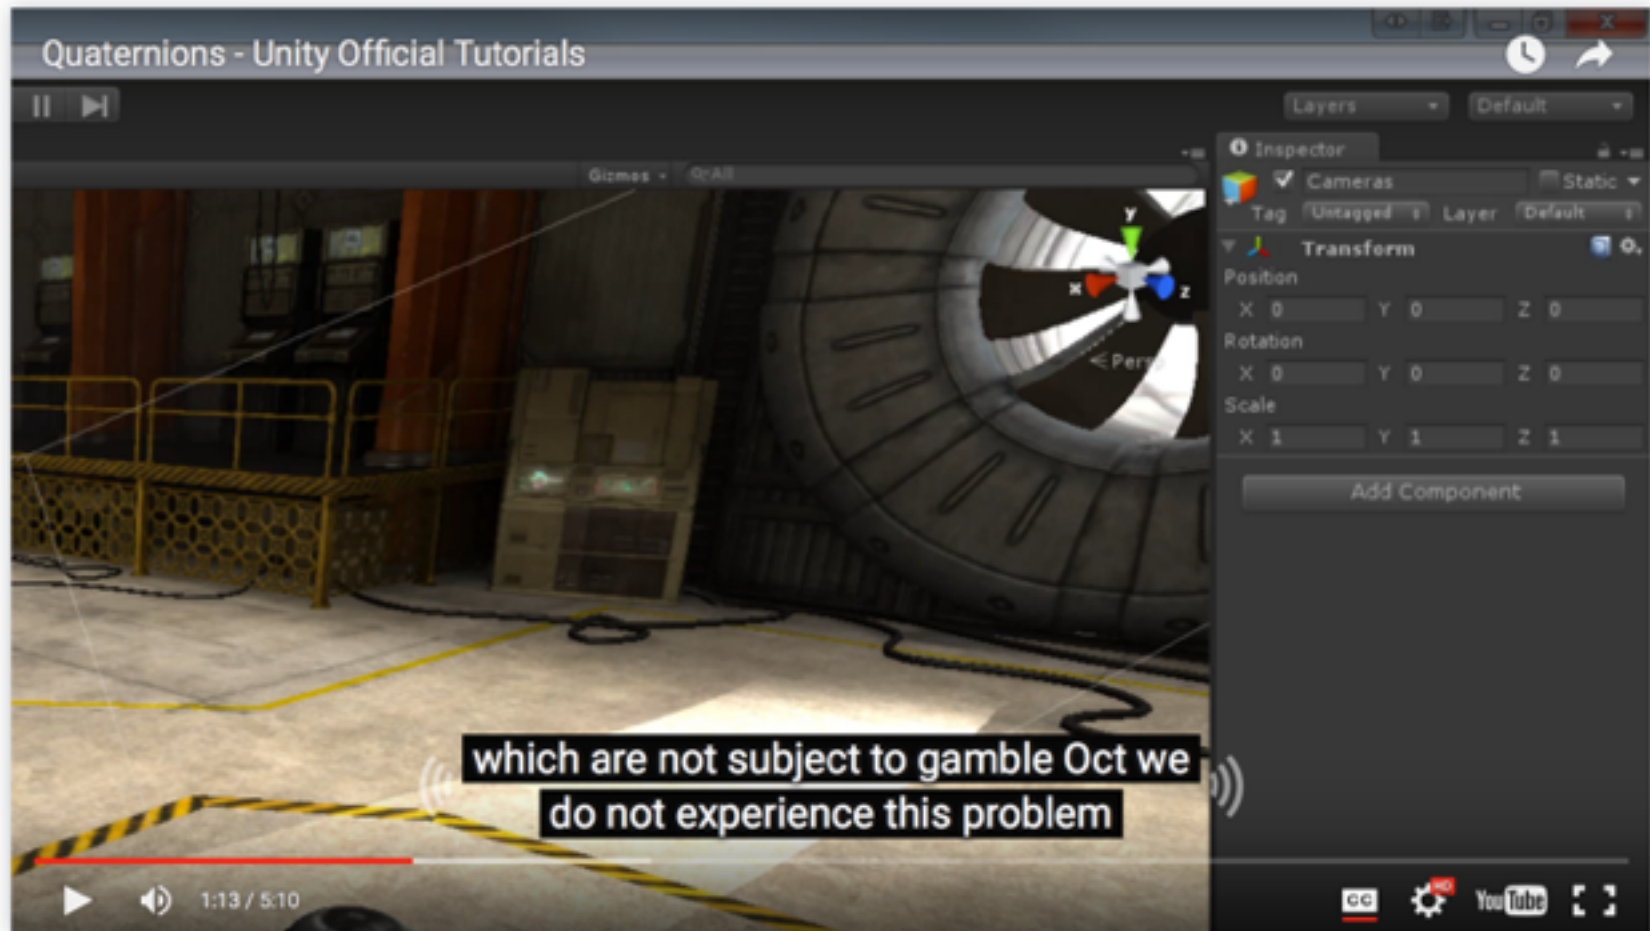 Quaternions - Unity Official Tutorials
Layers Default
Inspector
Gizmos All
Cameras Static
Tag Untagged Layer Default
Transform
Position
X 0 Y 0 Z 0
Rotation
X 0 Y 0 Z 0
Scale
X 1 Y 1 Z 1
Add Component
y
x z
< Persp
which are not subject to gamble Oct we
do not experience this problem
1:13 / 5:10
CC HD YouTube